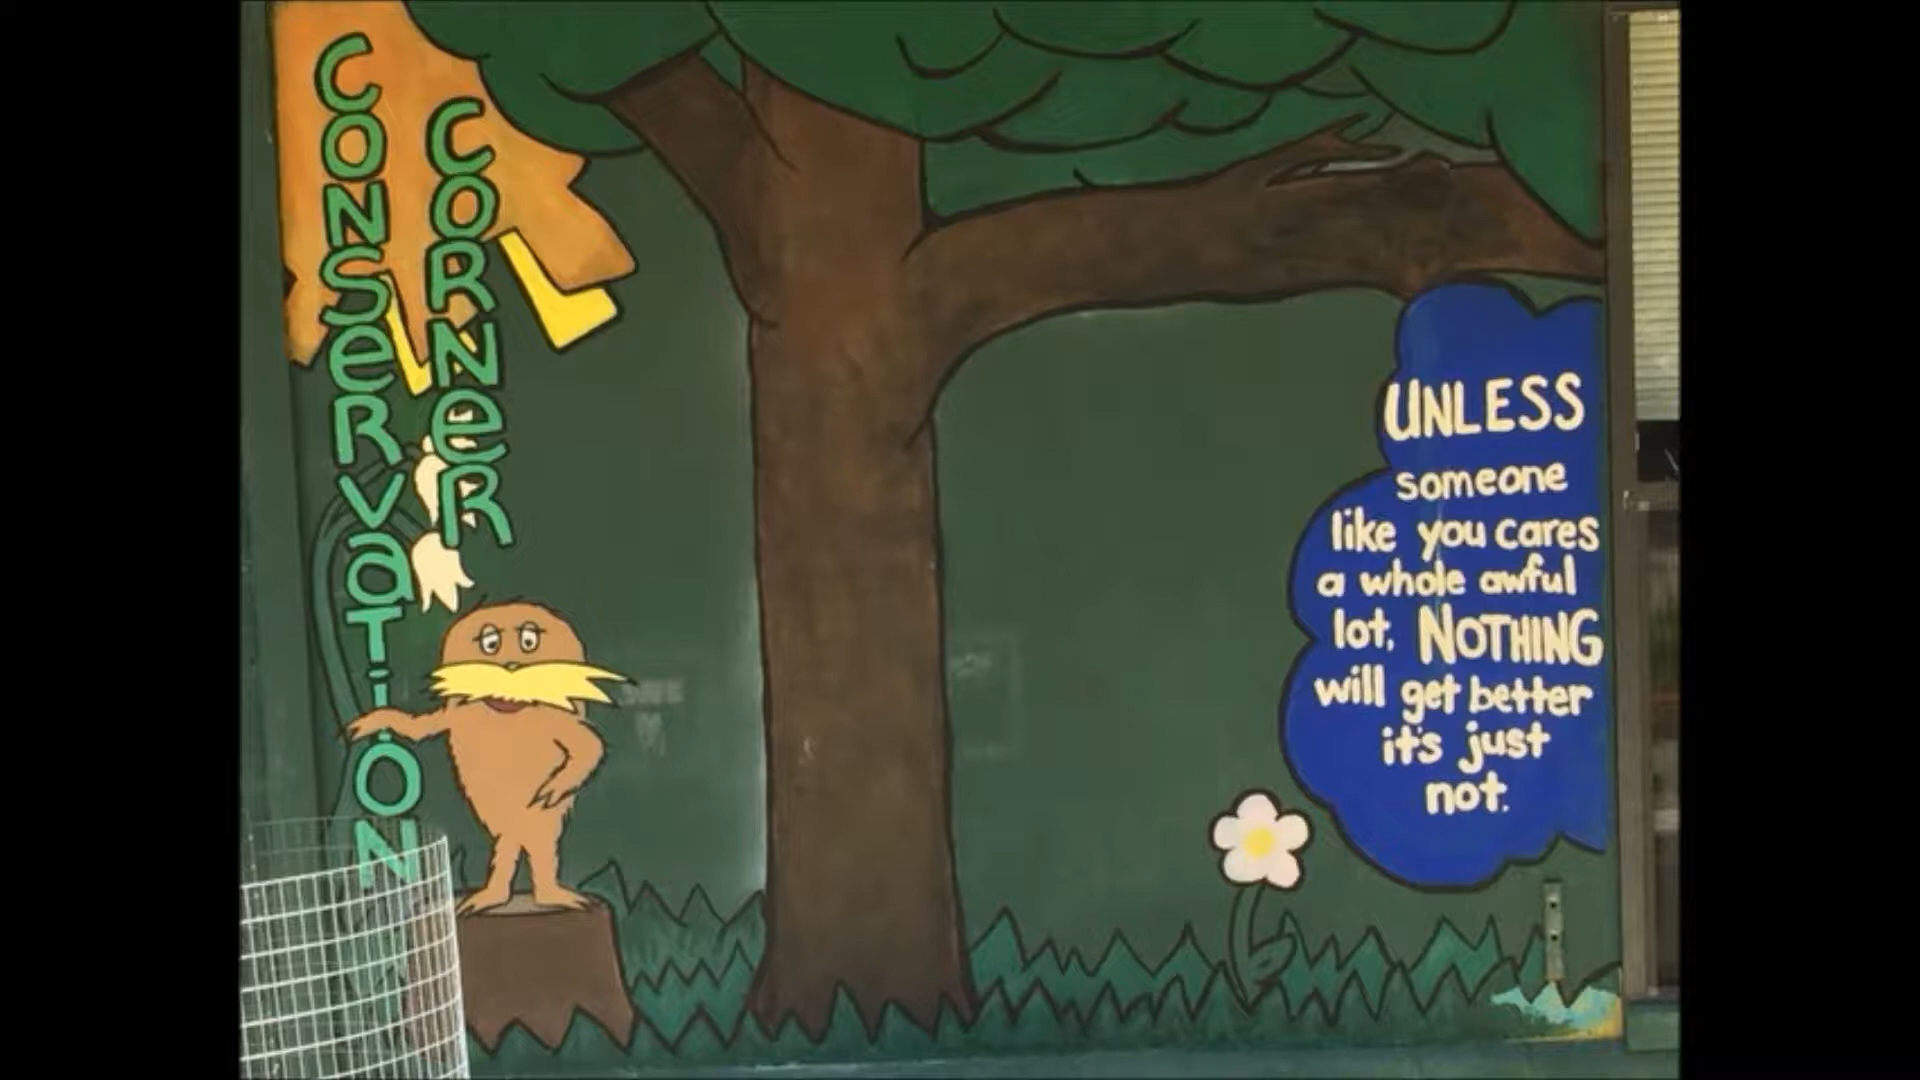 CONSeRVaTiON
CORNeR
UNLESS
someone
like you cares
a whole awful
lot, NOTHING
will get better
it's just
not.